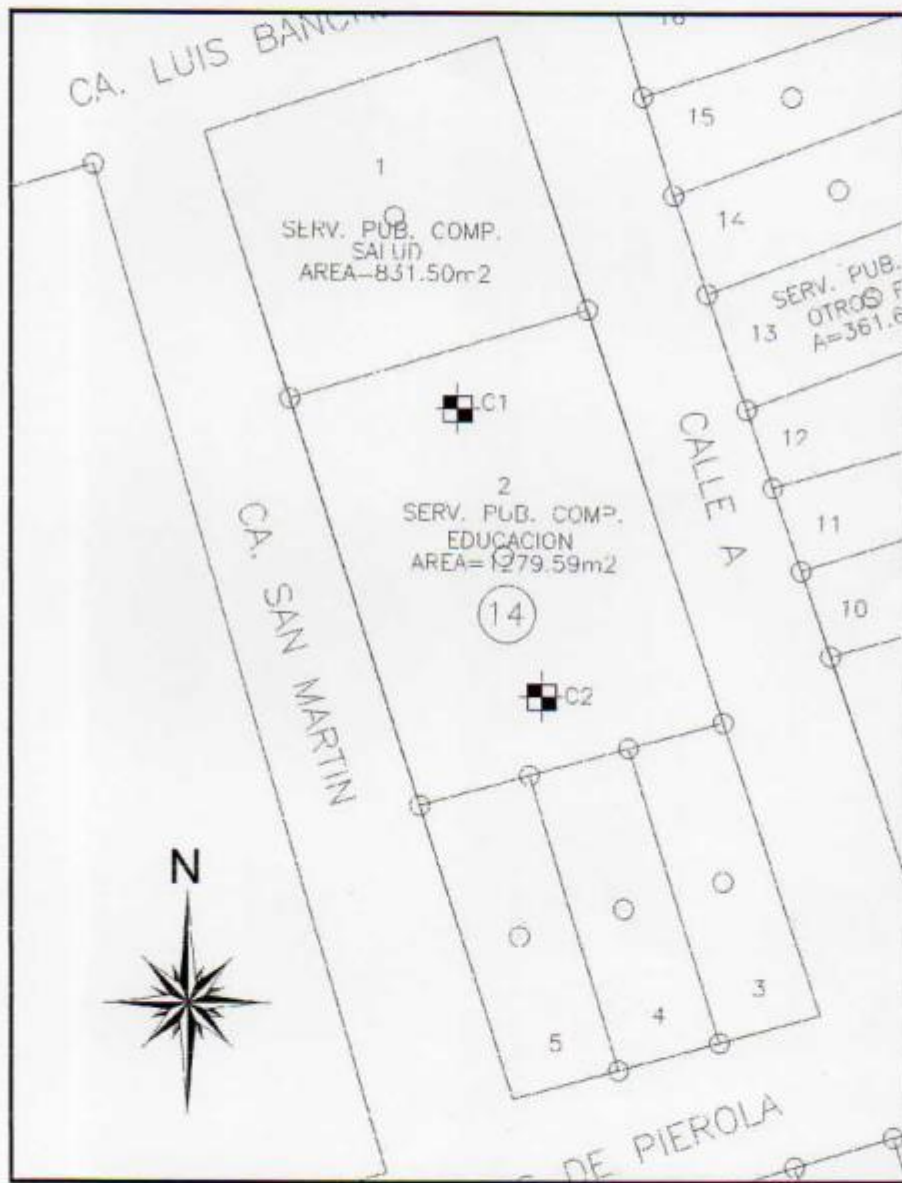 CA. LUIS
15
1
14
SERV. PUB. COMP.
SALUD
AREA=831.50m2
SERV. PUB.
OTROS F
A=361.6
13
C1
12
CALLE A
2
SERV. PUB. COMP.
EDUCACION
AREA=1279.59m2
11
CA. SAN MARTIN
14
10
C2
N
3
4
5
DE PIEROLA